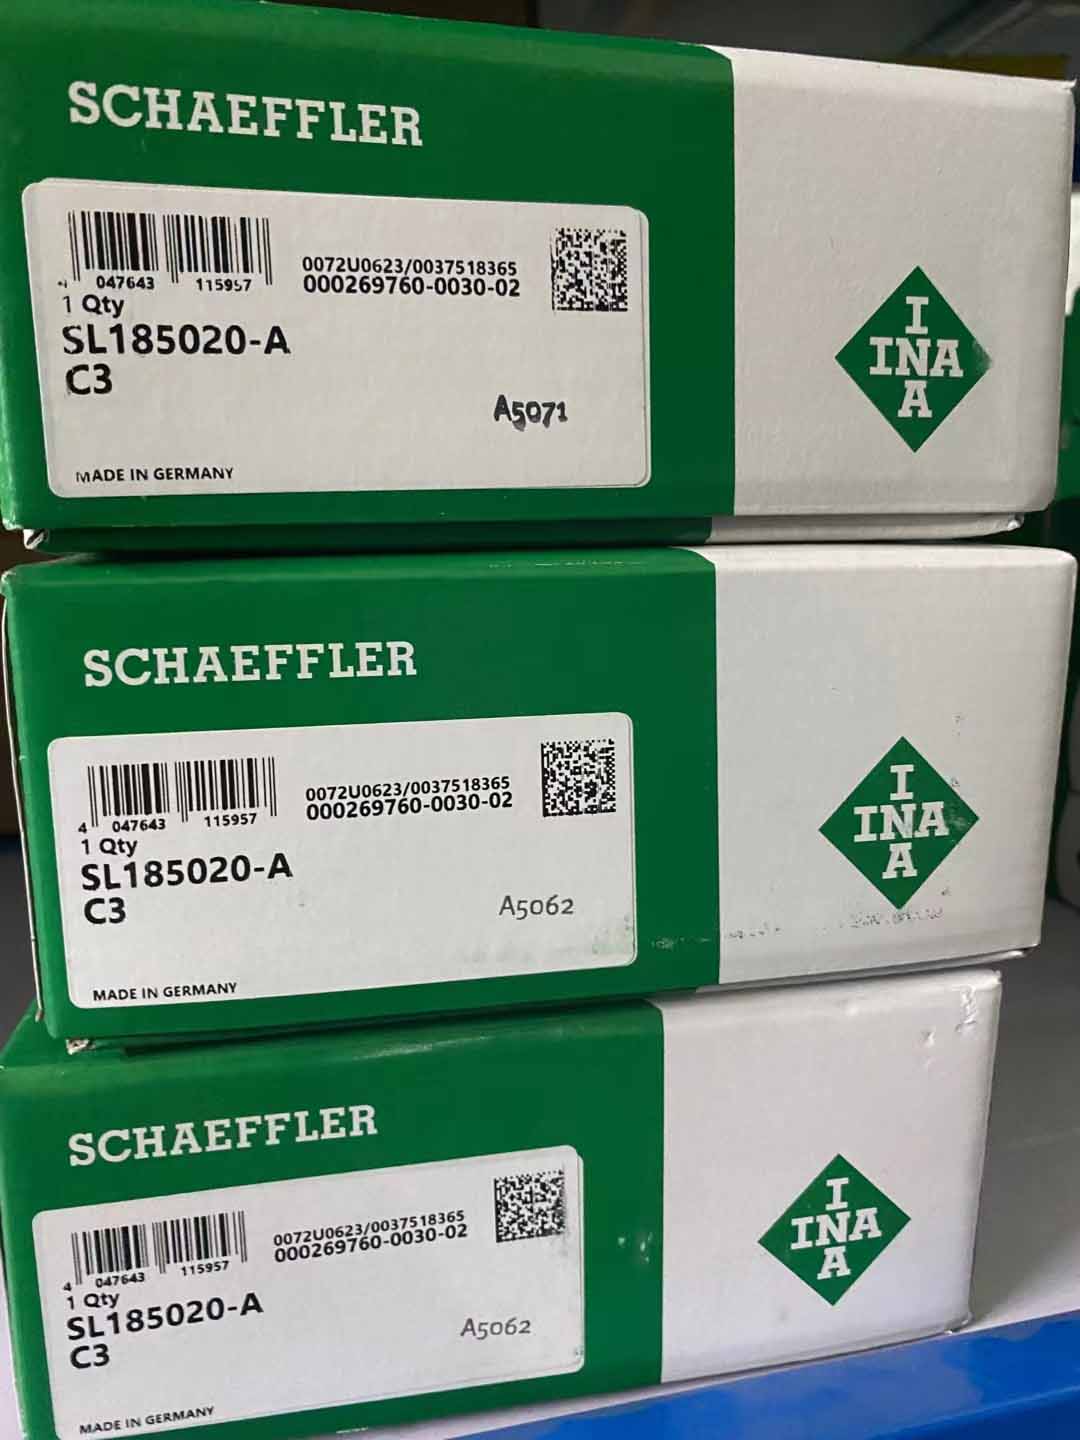 SCHAEFFLER
047643 115957
0072U0623/0037518365
000269760-0030-02
1 Qty
SL185020-A
C3
A5071
MADE IN GERMANY
I
INA
A
SCHAEFFLER
4 047643 115957
0072U0623/0037518365
000269760-0030-02
1 Qty
SL185020-A
C3
A5062
MADE IN GERMANY
I
INA
A
SCHAEFFLER
4 047643 115957
0072U0623/0037518365
000269760-0030-02
1 Qty
SL185020-A
C3
A5062
MADE IN GERMANY
I
INA
A